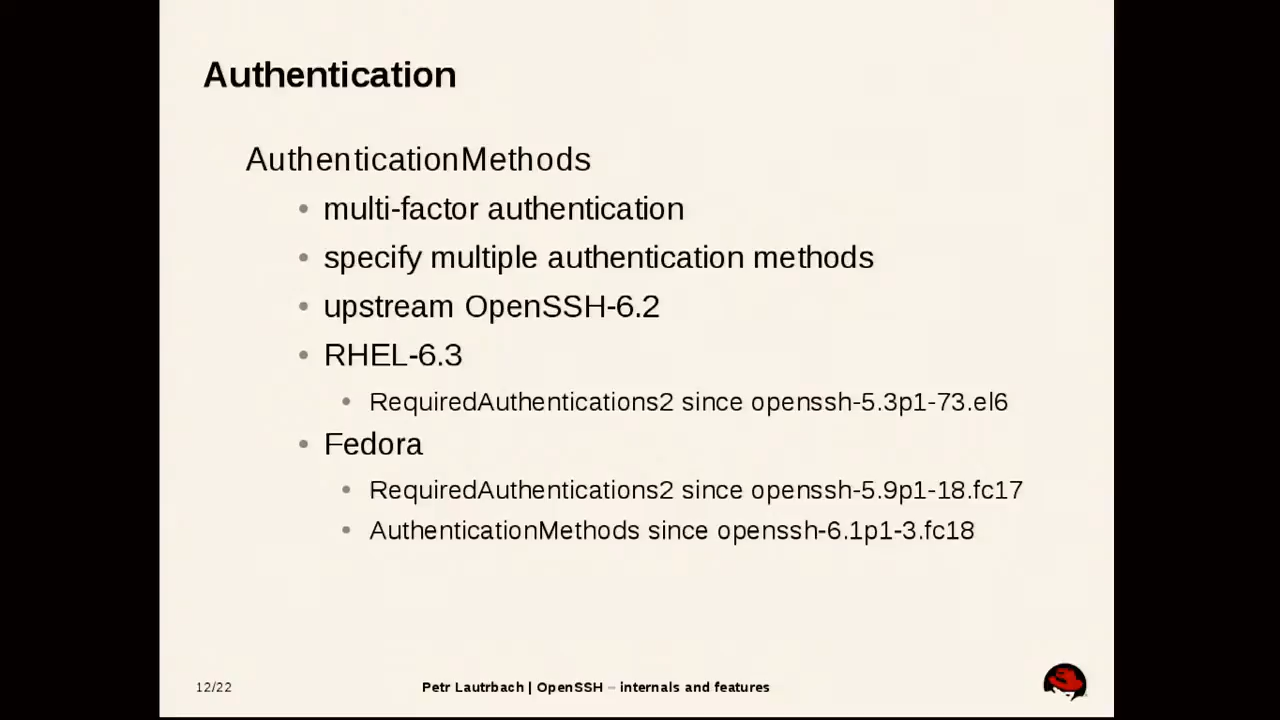 Authentication
AuthenticationMethods
• multi-factor authentication
• specify multiple authentication methods
• upstream OpenSSH-6.2
• RHEL-6.3
• RequiredAuthentications2 since openssh-5.3p1-73.el6
• Fedora
• RequiredAuthentications2 since openssh-5.9p1-18.fc17
• AuthenticationMethods since openssh-6.1p1-3.fc18
12/22 Petr Lautrbach | OpenSSH – internals and features